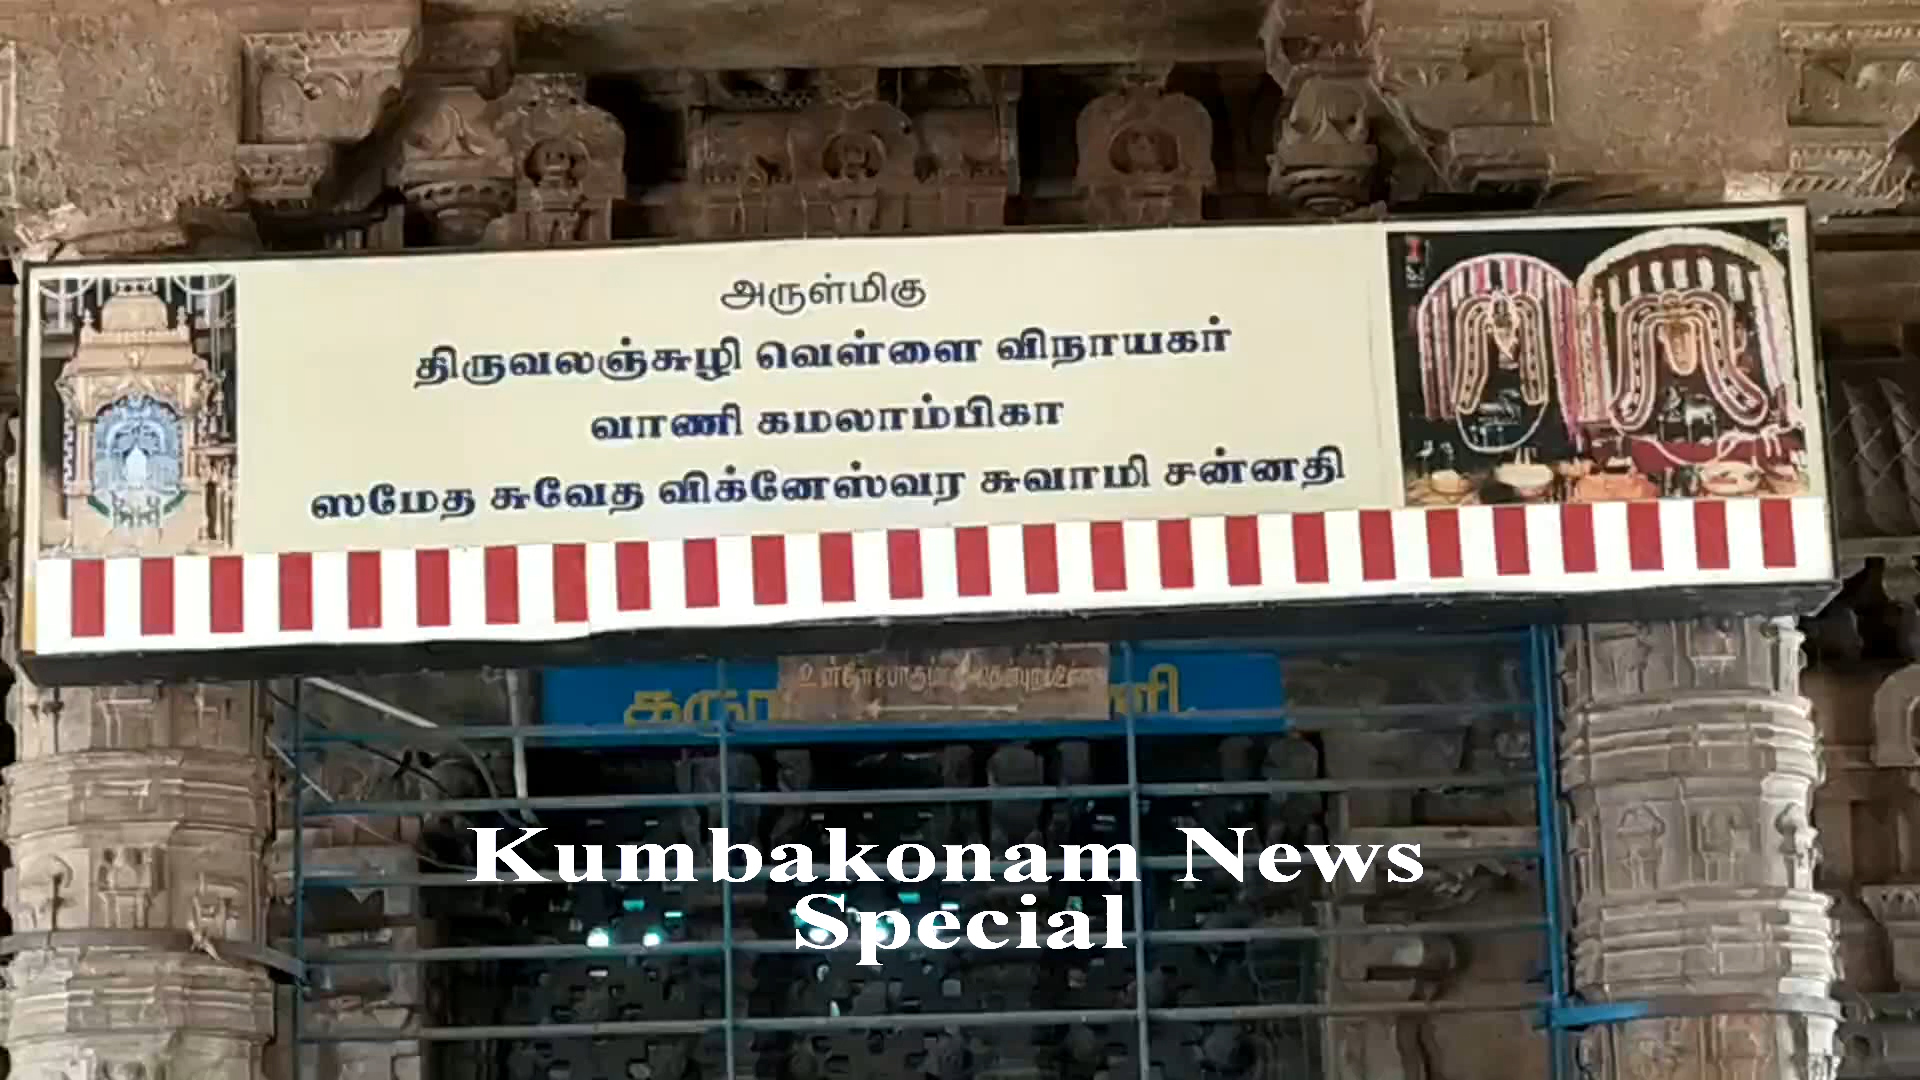 அருள்மிகு
திருவலஞ்சுழி வெள்ளை விநாயகர்
வாணி கமலாம்பிகா
ஸமேத சுவேத விக்னேஸ்வர சுவாமி சன்னதி
Kumbakonam News
Special